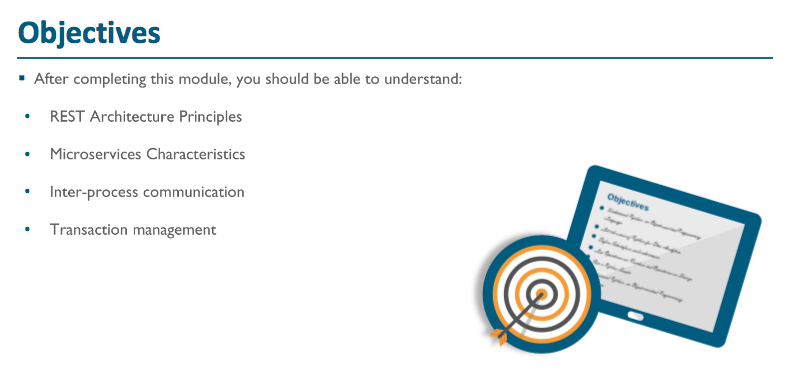 Objectives
▪ After completing this module, you should be able to understand:
• REST Architecture Principles
• Microservices Characteristics
• Inter-process communication
• Transaction management
Objectives